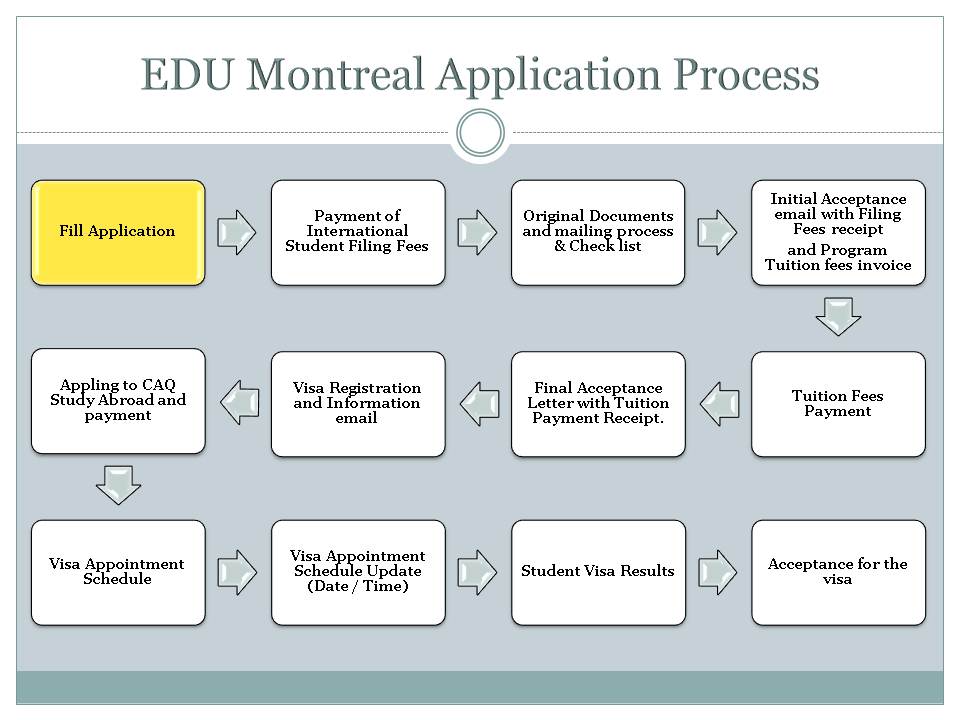 EDU Montreal Application Process
Fill Application
Payment of
International
Student Filing Fees
Original Documents
and mailing process
& Check list
Initial Acceptance
email with Filing
Fees receipt
and Program
Tuition fees invoice
Tuition Fees
Payment
Final Acceptance
Letter with Tuition
Payment Receipt.
Visa Registration
and Information
email
Appling to CAQ
Study Abroad and
payment
Visa Appointment
Schedule
Visa Appointment
Schedule Update
(Date / Time)
Student Visa Results
Acceptance for the
visa